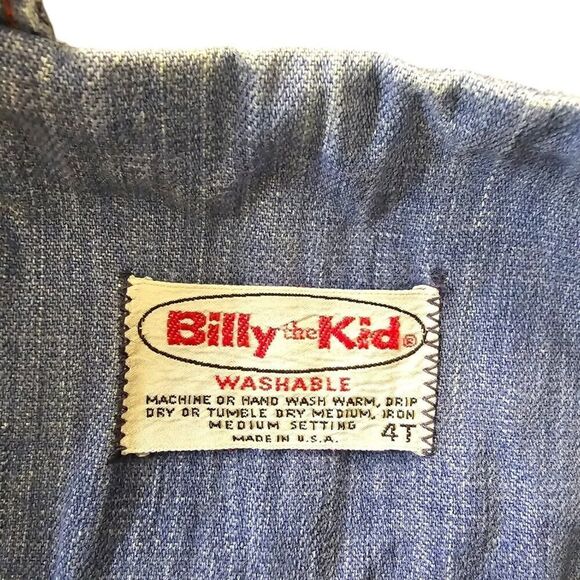 Billy the Kid®
WASHABLE
MACHINE OR HAND WASH WARM, DRIP
DRY OR TUMBLE DRY MEDIUM, IRON
MEDIUM SETTING
MADE IN U.S.A. 4T